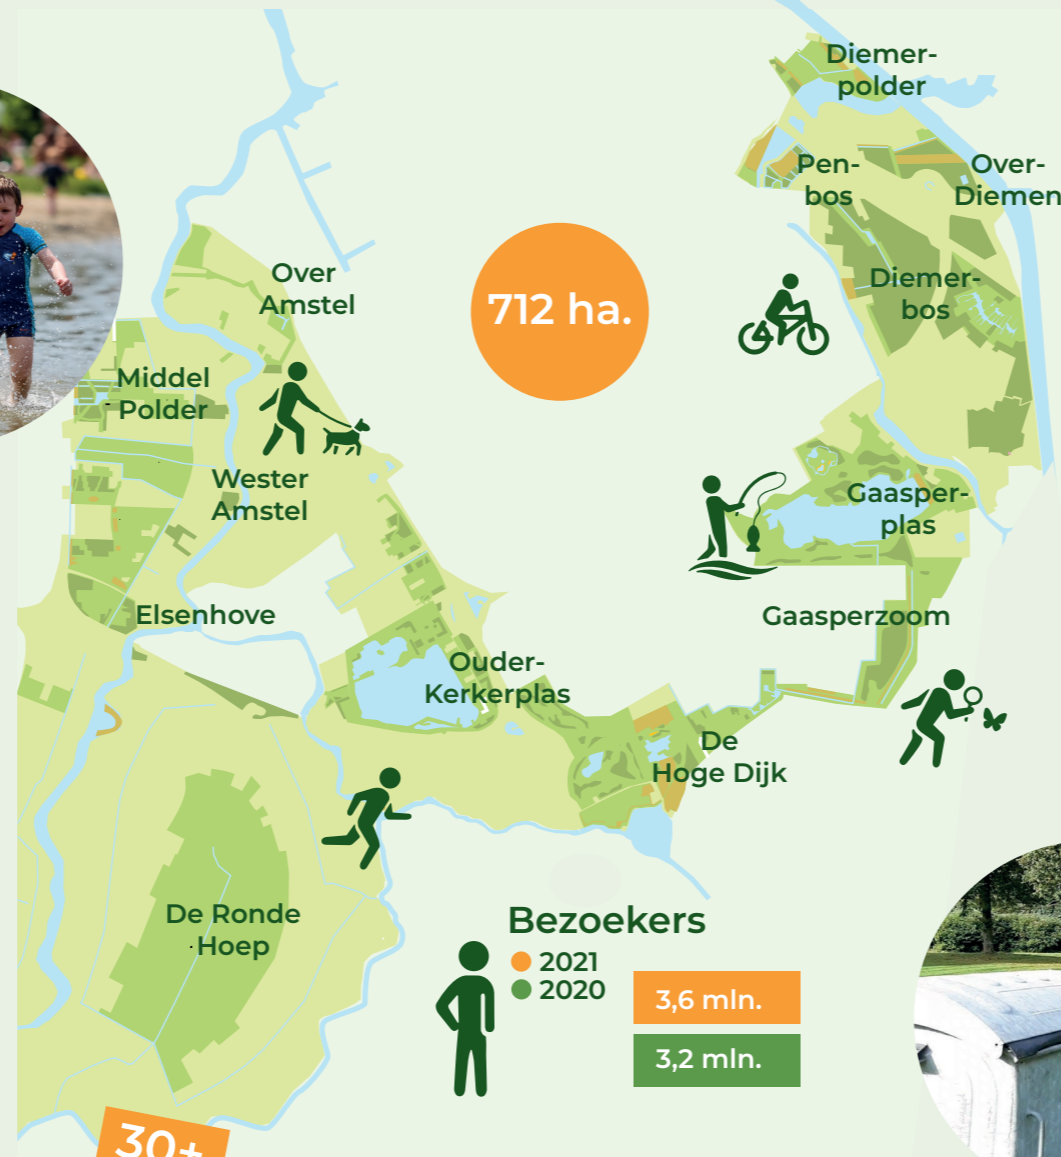 Diemer-
polder
Pen-
bos
Over-
Diemen
Over
Amstel
712 ha.
Diemer-
bos
Middel
Polder
Wester
Amstel
Gaasper-
plas
Elsenhove
Gaasperzoom
Ouder-
Kerkerplas
De
Hoge Dijk
De Ronde
Hoep
Bezoekers
2021
2020
3,6 mln.
3,2 mln.
30+